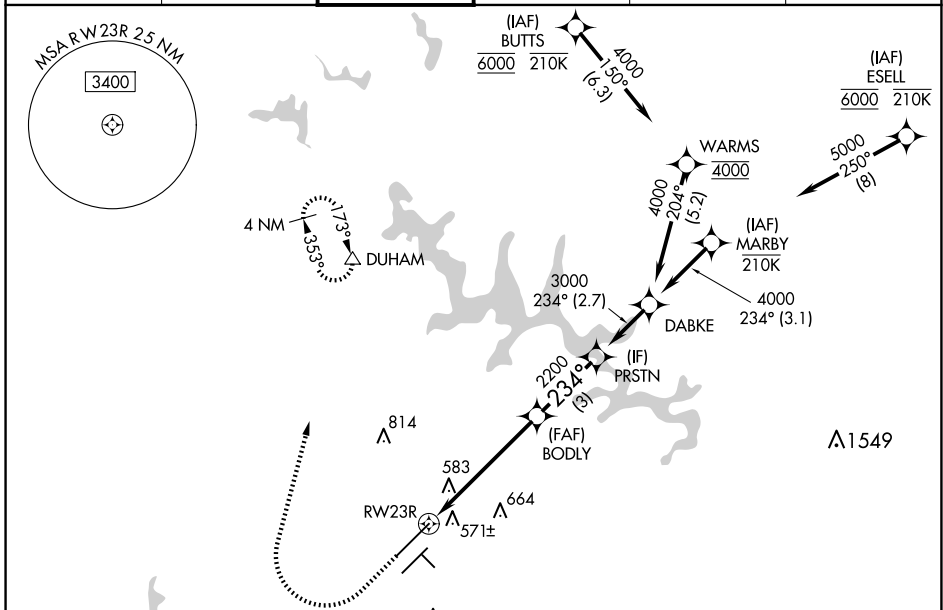 MSA RW23R 25 NM
3400
(IAF)
BUTTS
6000 210K
4000
150°
(6.3)
(IAF)
ESELL
6000 210K
5000
250°
(8)
WARMS
4000
4000
204°
(5.2)
(IAF)
MARBY
210K
4 NM
173°
353°
DUHAM
3000
234° (2.7)
4000
234° (3.1)
DABKE
(IF)
PRSTN
2200
234°
(3)
(FAF)
BODLY
814
1549
583
664
RW23R
571±